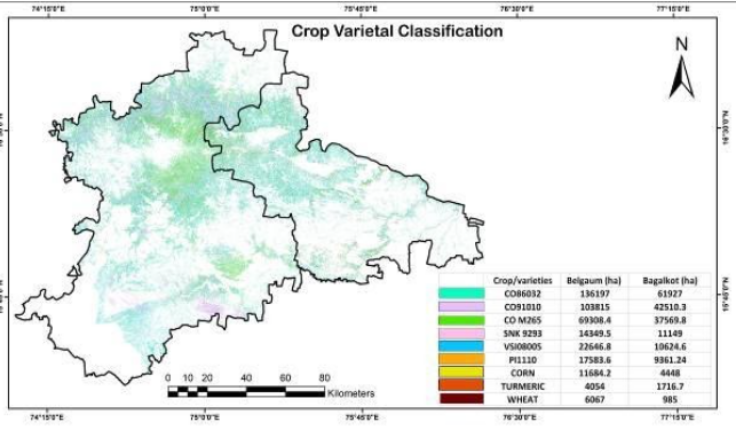 74°15'0"E 75°0'0"E 75°45'0"E 76°30'0"E 77°15'0"E
Crop Varietal Classification
N
Crop/varieties Belgaum (ha) Bagalkot (ha)
CO86032 136197 61927
CO91010 103815 42510.3
CO M265 69308.4 37569.8
SNK 9293 14349.5 11149
VSI08005 22646.8 10624.6
PI1110 17583.6 9361.24
CORN 11684.2 4448
TURMERIC 4054 1716.7
WHEAT 6067 985
0 10 20 40 60 80
Kilometers
74°15'0"E 75°0'0"E 75°45'0"E 76°30'0"E 77°15'0"E